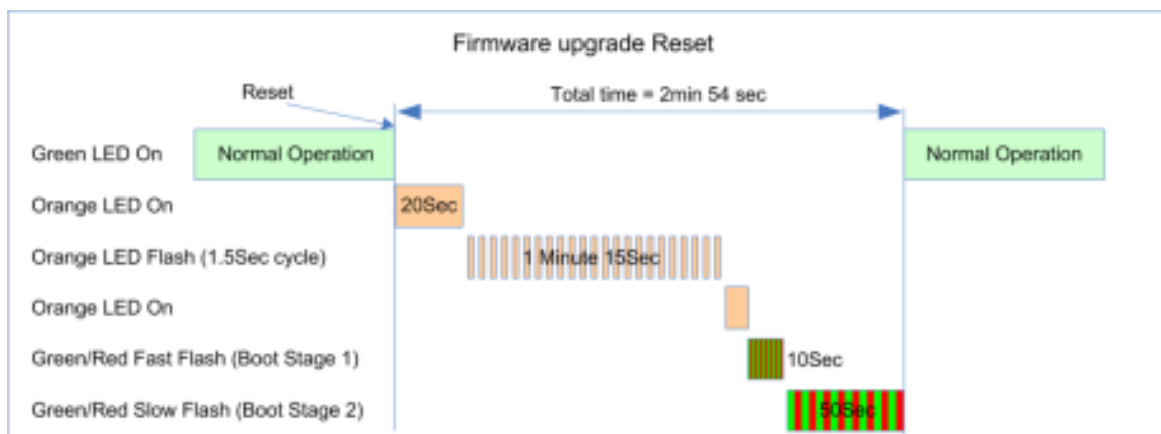 Firmware upgrade Reset
Reset
Total time = 2min 54 sec
Green LED On
Normal Operation
Normal Operation
Orange LED On
20Sec
Orange LED Flash (1.5Sec cycle)
1 Minute 15Sec
Orange LED On
Green/Red Fast Flash (Boot Stage 1)
10Sec
Green/Red Slow Flash (Boot Stage 2)
50Sec